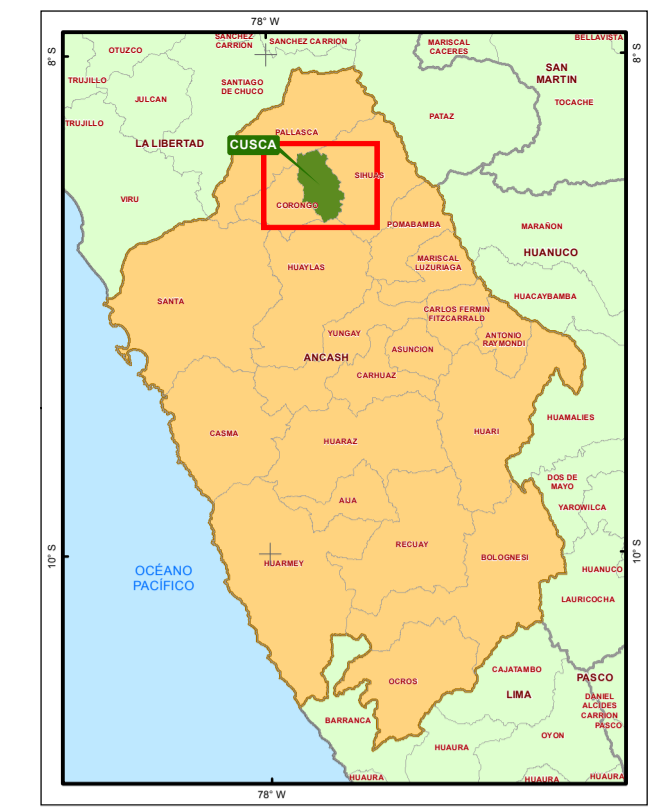 78° W
8° S
8° S
SANCHEZ
CARRIÓN
SANCHEZ CARRION
MARISCAL
CACERES
BELLAVISTA
OTUZCO
SAN
MARTIN
TRUJILLO
SANTIAGO
DE CHUCO
JULCAN
TOCACHE
PATAZ
TRUJILLO
PALLASCA
LA LIBERTAD
CUSCA
SIHUAS
VIRU
CORONGO
POMABAMBA
MARAÑON
HUANUCO
MARISCAL
LUZURIAGA
HUAYLAS
SANTA
HUACAYBAMBA
CARLOS FERMIN
FITZCARRALD
YUNGAY
ANTONIO
RAYMONDI
ASUNCION
ANCASH
CARHUAZ
HUAMALIES
CASMA
HUARI
HUARAZ
DOS DE
MAYO
AIJA
YAROWILCA
RECUAY
10° S
10° S
BOLOGNESI
HUARMEY
OCÉANO
PACÍFICO
HUANUCO
LAURICOCHA
CAJATAMBO
PASCO
OCROS
LIMA
DANIEL
ALCIDES
CARRION
PASCO
BARRANCA
OYON
HUAURA
HUAURA
HUAURA
HUAURA
78° W